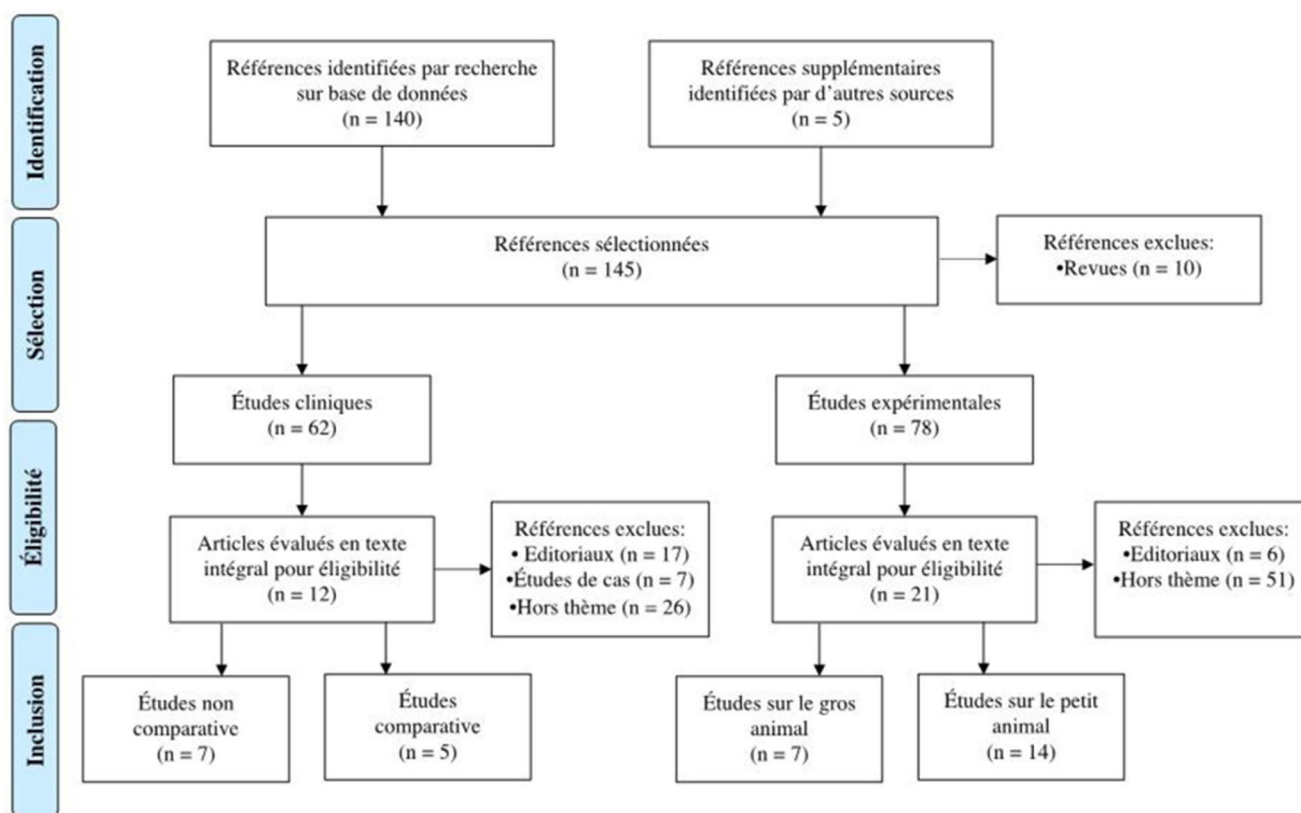 Identification
Références identifiées par recherche
sur base de données
(n = 140)
Références supplémentaires
identifiées par d'autres sources
(n = 5)
Sélection
Références sélectionnées
(n = 145)
Références exclues:
•Revues (n = 10)
Études cliniques
(n = 62)
Études expérimentales
(n = 78)
Éligibilité
Articles évalués en texte
intégral pour éligibilité
(n = 12)
Références exclues:
• Editoriaux (n = 17)
•Études de cas (n = 7)
•Hors thème (n = 26)
Articles évalués en texte
intégral pour éligibilité
(n = 21)
Références exclues:
•Editoriaux (n = 6)
•Hors thème (n = 51)
Inclusion
Études non
comparative
(n = 7)
Études
comparative
(n = 5)
Études sur le gros
animal
(n = 7)
Études sur le petit
animal
(n = 14)